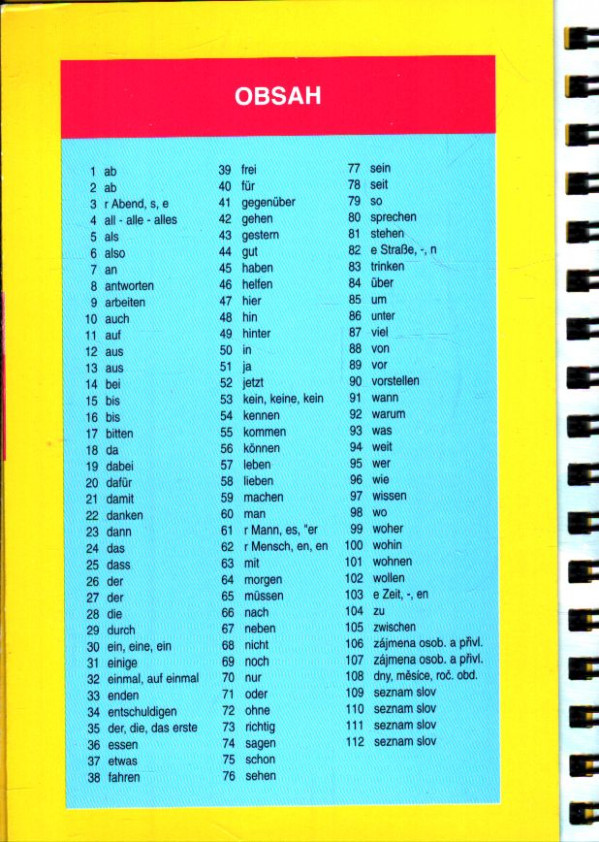 OBSAH
1 ab
2 ab
3 r Abend, s, e
4 all - alle - alles
5 als
6 also
7 an
8 antworten
9 arbeiten
10 auch
11 auf
12 aus
13 aus
14 bei
15 bis
16 bis
17 bitten
18 da
19 dabei
20 dafür
21 damit
22 danken
23 dann
24 das
25 dass
26 der
27 der
28 die
29 durch
30 ein, eine, ein
31 einige
32 einmal, auf einmal
33 enden
34 entschuldigen
35 der, die, das erste
36 essen
37 etwas
38 fahren
39 frei
40 für
41 gegenüber
42 gehen
43 gestern
44 gut
45 haben
46 helfen
47 hier
48 hin
49 hinter
50 in
51 ja
52 jetzt
53 kein, keine, kein
54 kennen
55 kommen
56 können
57 leben
58 lieben
59 machen
60 man
61 r Mann, es, "er
62 r Mensch, en, en
63 mit
64 morgen
65 müssen
66 nach
67 neben
68 nicht
69 noch
70 nur
71 oder
72 ohne
73 richtig
74 sagen
75 schon
76 sehen
77 sein
78 seit
79 so
80 sprechen
81 stehen
82 e Straße, -, n
83 trinken
84 über
85 um
86 unter
87 viel
88 von
89 vor
90 vorstellen
91 wann
92 warum
93 was
94 weit
95 wer
96 wie
97 wissen
98 wo
99 woher
100 wohin
101 wohnen
102 wollen
103 e Zeit, -, en
104 zu
105 zwischen
106 zájmena osob. a přivl.
107 zájmena osob. a přivl.
108 dny, měsíce, roč. obd.
109 seznam slov
110 seznam slov
111 seznam slov
112 seznam slov